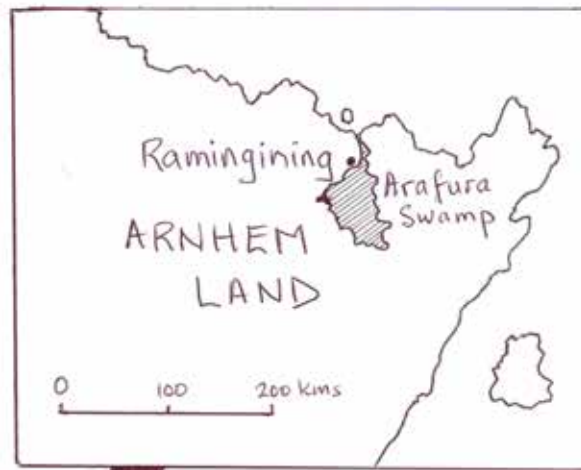 Ramingining
Arafura
Swamp
ARNHEM
LAND
0 100 200 kms